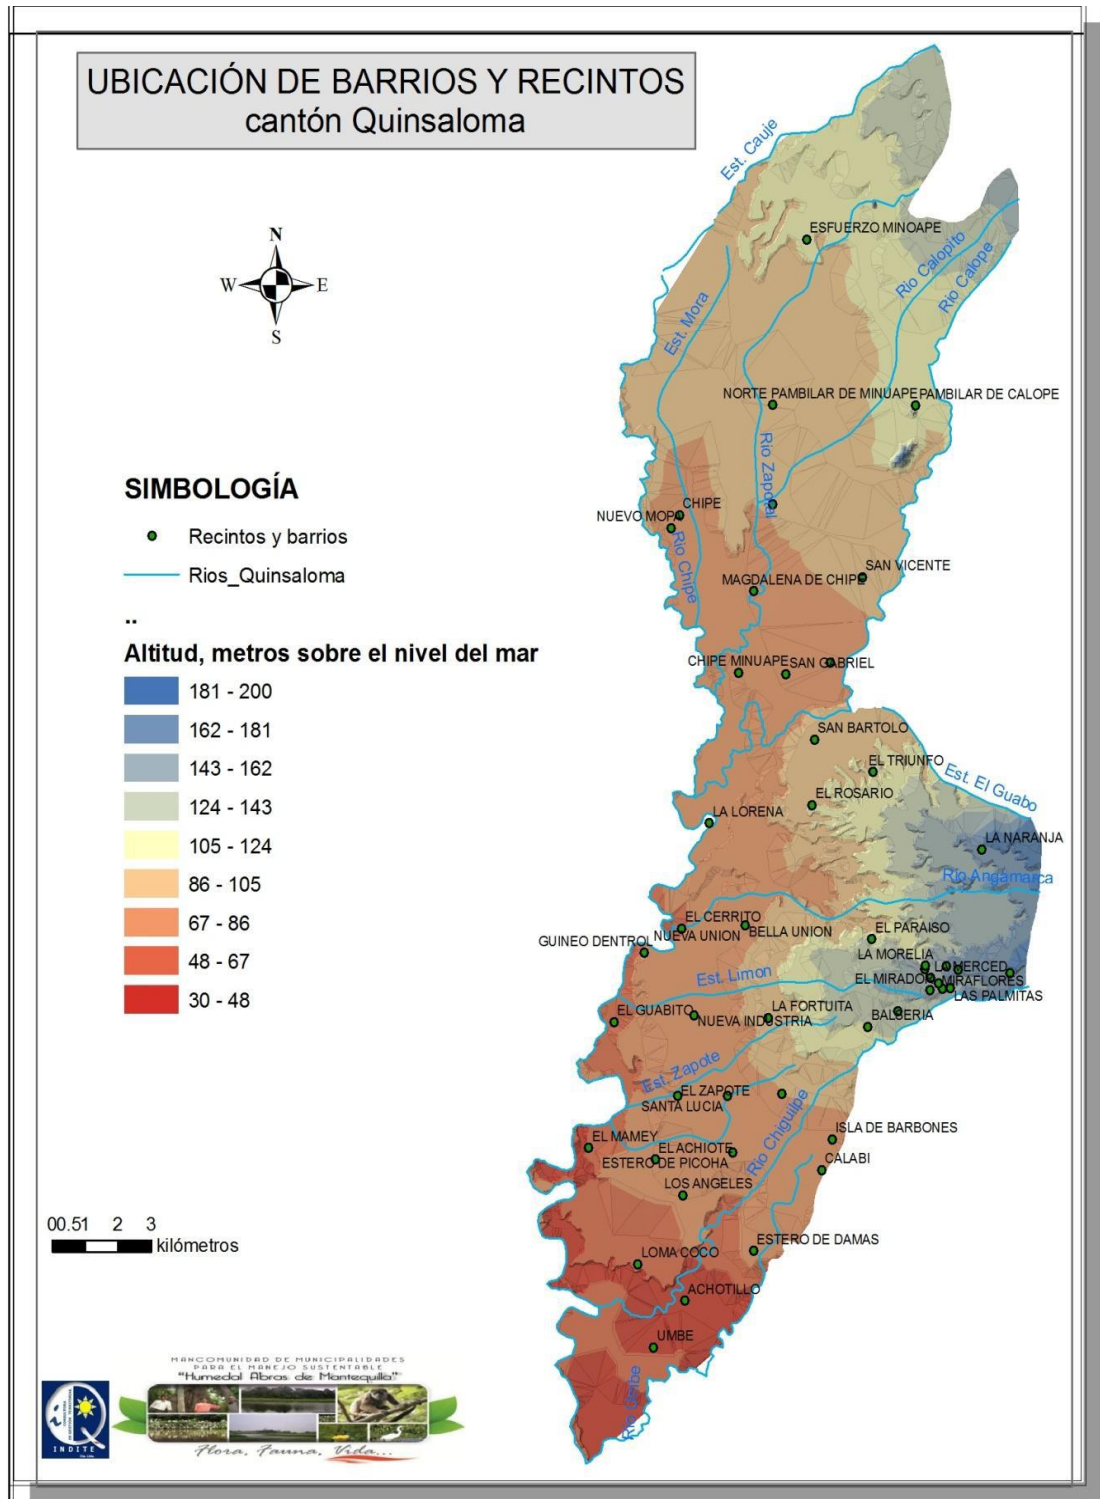 UBICACIÓN DE BARRIOS Y RECINTOS
cantón Quinsaloma
Est. Cauje
N
W
E
S
ESFUERZO MINOAPE
Rio Calopito
Rio Calope
Est. Mora
NORTE PAMBILAR DE MINUAPE
PAMBILAR DE CALOPE
Rio Zapotal
SIMBOLOGÍA
Recintos y barrios
Rios_Quinsaloma
..
Altitud, metros sobre el nivel del mar
181 - 200
162 - 181
143 - 162
124 - 143
105 - 124
86 - 105
67 - 86
48 - 67
30 - 48
CHIPE
NUEVO MOPA
Rio Chipe
SAN VICENTE
MAGDALENA DE CHIPE
CHIPE MINUAPE
SAN GABRIEL
SAN BARTOLO
EL TRIUNFO
Est. El Guabo
EL ROSARIO
LA LORENA
LA NARANJA
Rio Angamarca
EL CERRITO
NUEVA UNION
BELLA UNION
EL PARAISO
GUINEO DENTROL
LA MORELIA
LA MERCED
Est. Limon
EL MIRADOR
MIRAFLORES
LAS PALMITAS
LA FORTUITA
EL GUABITO
NUEVA INDUSTRIA
BALSERIA
Est. Zapote
EL ZAPOTE
SANTA LUCIA
Rio Chiguilpe
ISLA DE BARBONES
EL MAMEY
EL ACHIOTE
ESTERO DE PICOHA
CALABI
LOS ANGELES
ESTERO DE DAMAS
LOMA COCO
ACHOTILLO
UMBE
00.51 2 3
kilómetros
MANCOMUNIDAD DE MUNICIPALIDADES
PARA EL MANEJO SUSTENTABLE
"Humedal Abras de Mantequilla"
INDITE
Flora, Fauna, Vida...